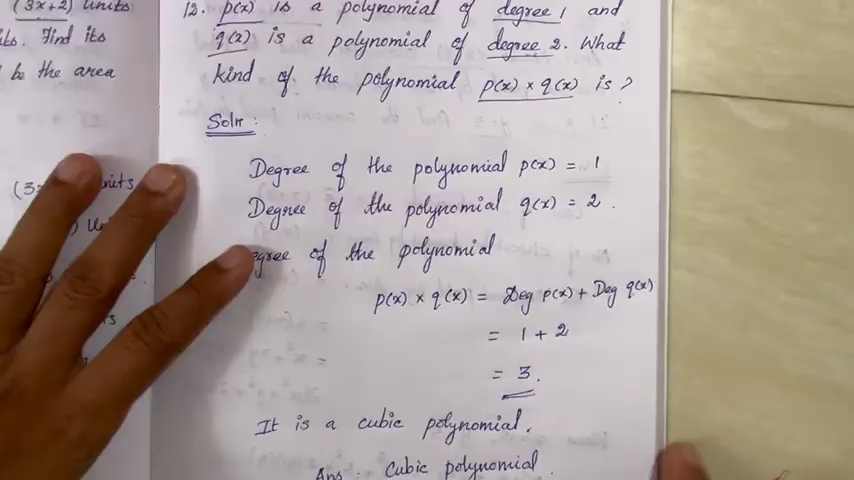 (3x+2) units
its. Find its
be the area
12. p(x) is a polynomial of degree 1 and
q(x) is a polynomial of degree 2. What
kind of the polynomial p(x) × q(x) is?
Soln:
Degree of the polynomial p(x) = 1
Degree of the polynomial q(x) = 2.
egree of the polynomial
p(x) × q(x) = Deg p(x) + Deg q(x)
= 1 + 2
= 3.
It is a cubic polynomial.
Ans: Cubic polynomial.